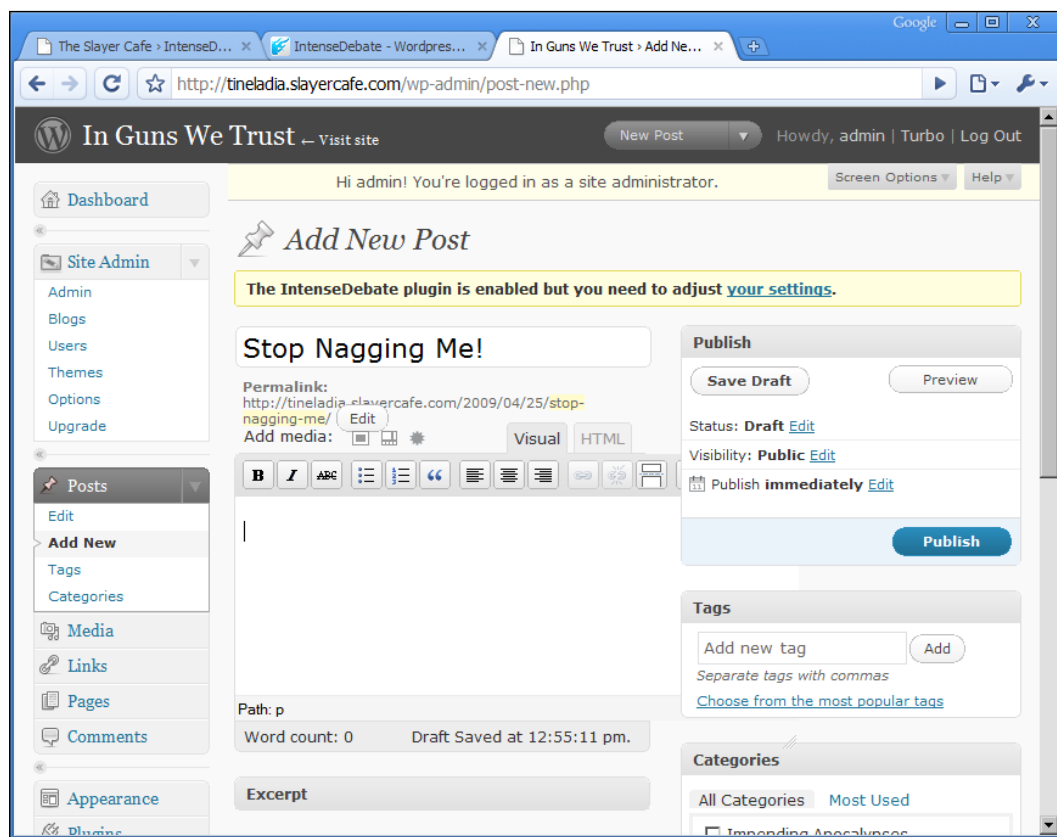 Google
The Slayer Cafe › IntenseD...
IntenseDebate - Wordpres...
In Guns We Trust › Add Ne...
http://tineladia.slayercafe.com/wp-admin/post-new.php
In Guns We Trust ← Visit site
New Post
Howdy, admin | Turbo | Log Out
Hi admin! You're logged in as a site administrator.
Screen Options
Help
Dashboard
Site Admin
Admin
Blogs
Users
Themes
Options
Upgrade
Posts
Edit
Add New
Tags
Categories
Media
Links
Pages
Comments
Appearance
Plugins
Add New Post
The IntenseDebate plugin is enabled but you need to adjust your settings.
Stop Nagging Me!
Permalink:
http://tineladia.slayercafe.com/2009/04/25/stop-
nagging-me/ Edit
Add media:
Visual
HTML
B I ABC
Path: p
Word count: 0
Draft Saved at 12:55:11 pm.
Excerpt
Publish
Save Draft
Preview
Status: Draft Edit
Visibility: Public Edit
11 Publish immediately Edit
Publish
Tags
Add new tag
Add
Separate tags with commas
Choose from the most popular tags
Categories
All Categories
Most Used
Impending Apocalypses